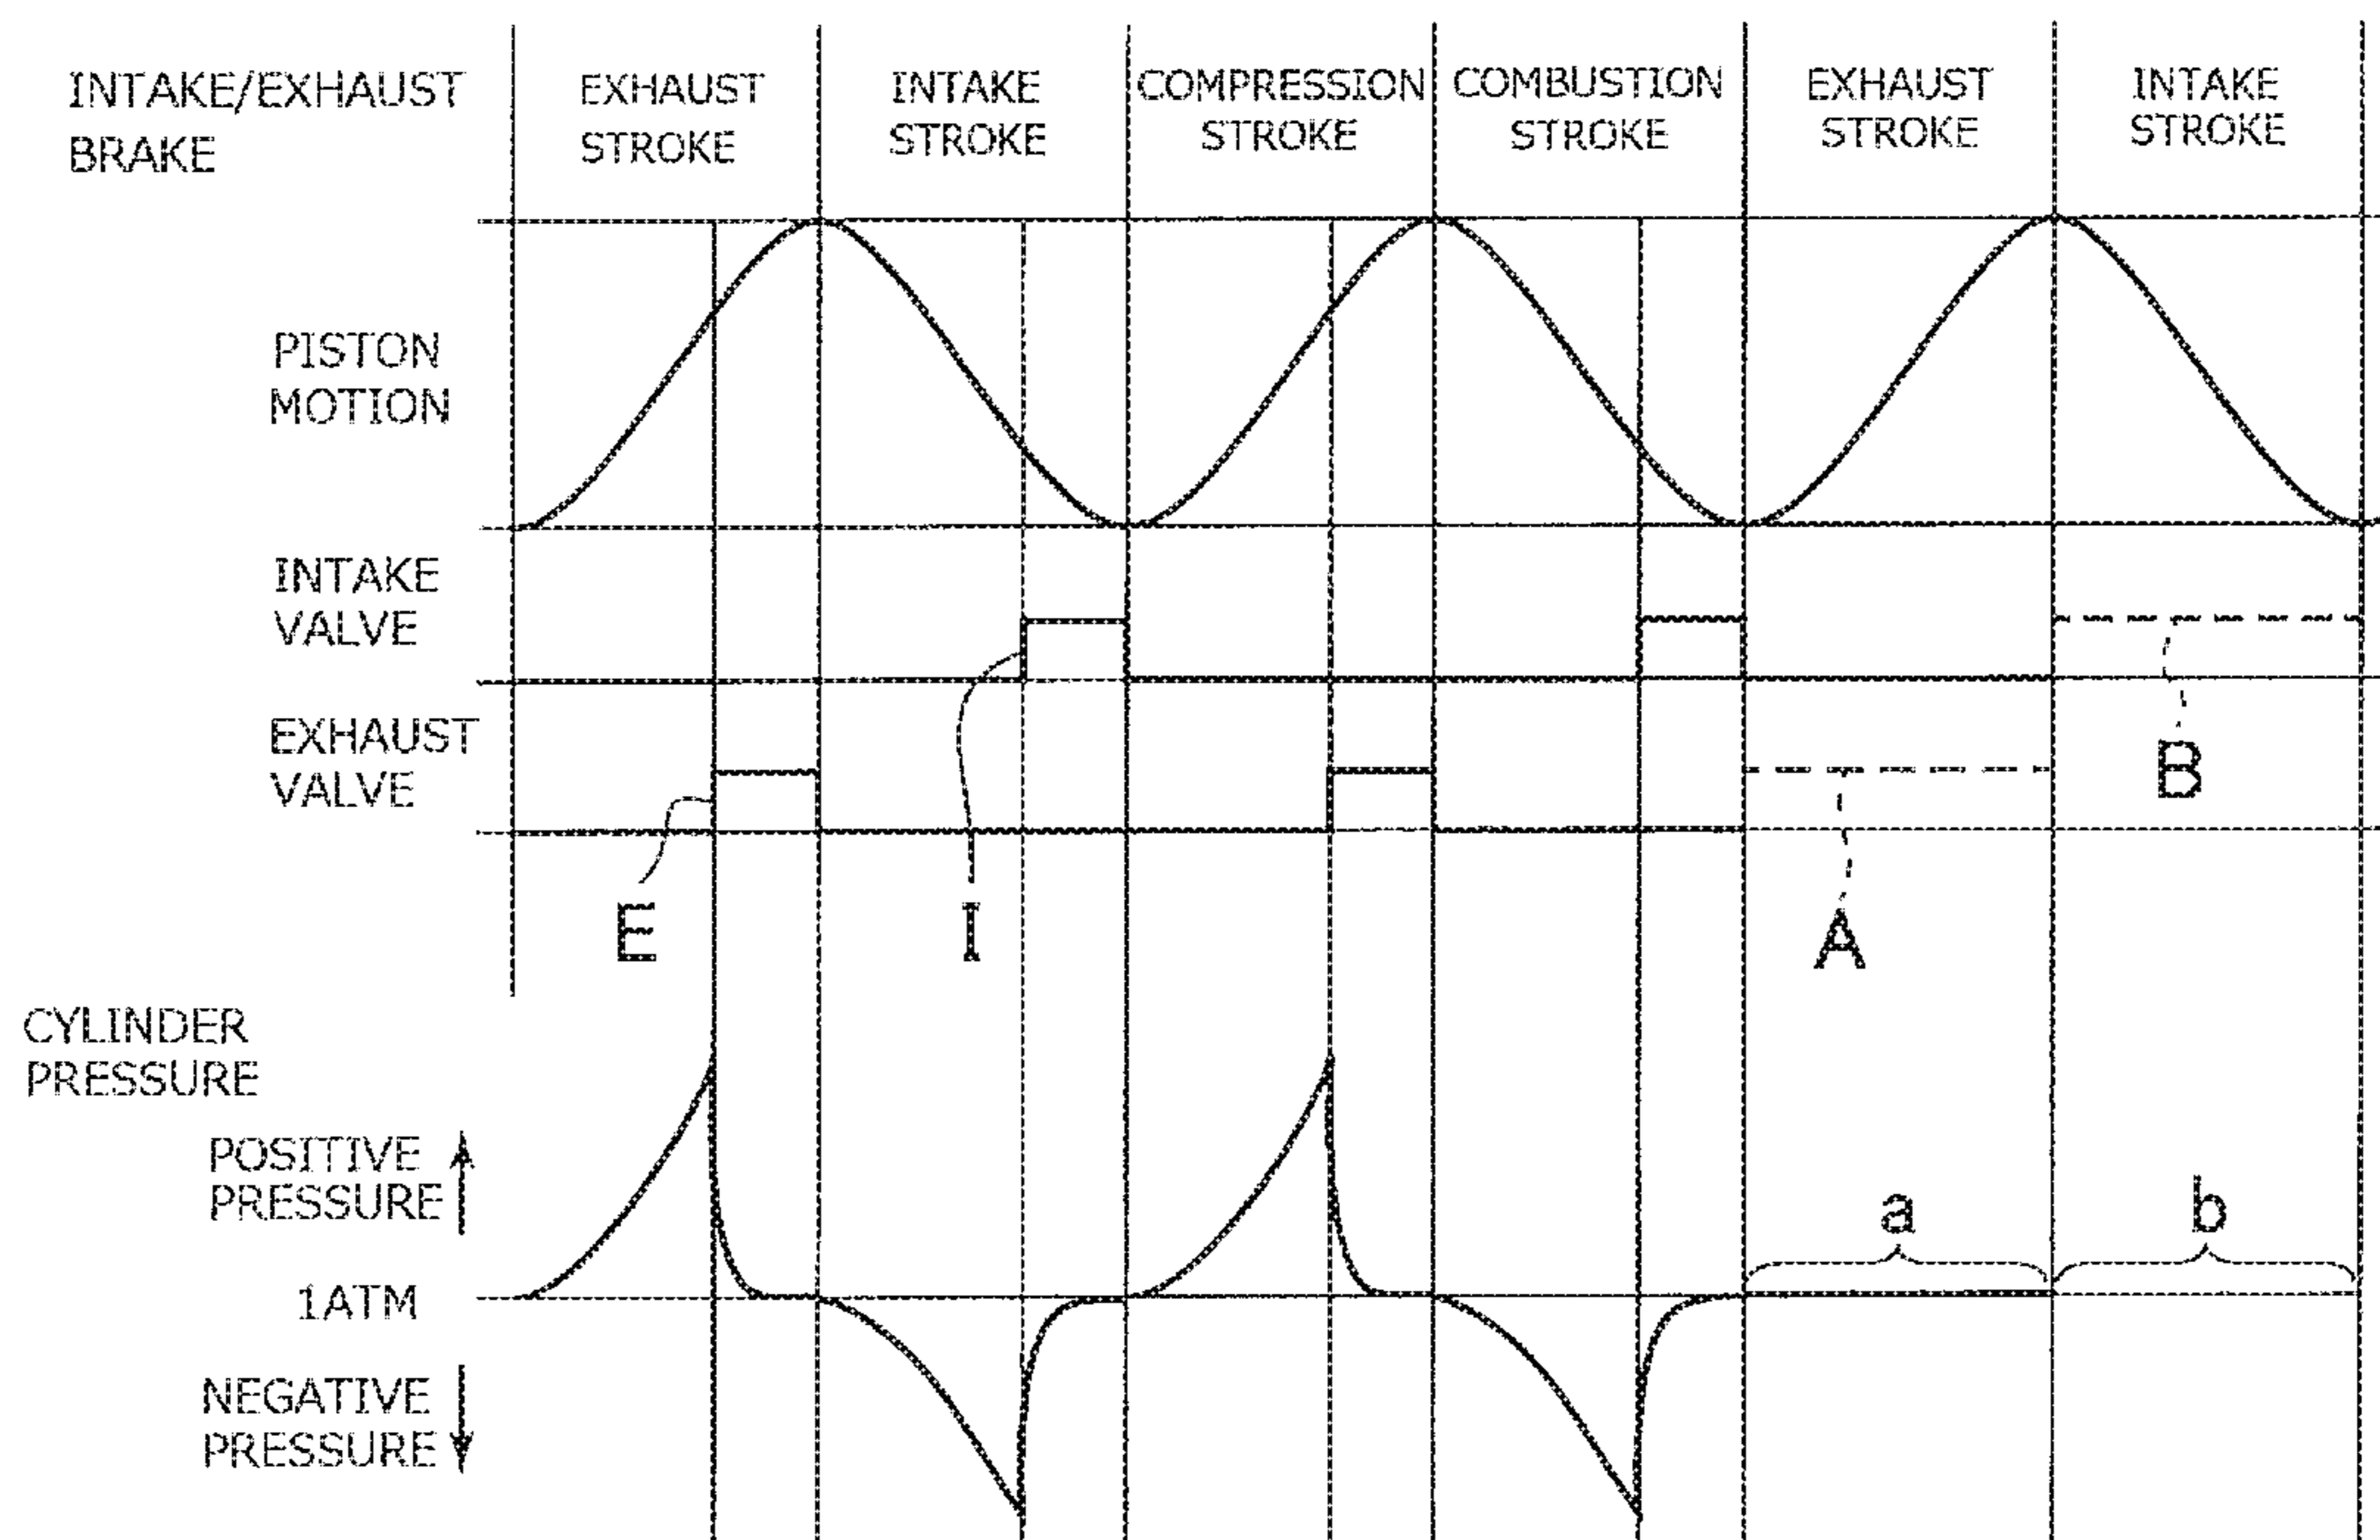 INTAKE/EXHAUST
BRAKE
EXHAUST
STROKE
INTAKE
STROKE
COMPRESSION
STROKE
COMBUSTION
STROKE
EXHAUST
STROKE
INTAKE
STROKE
PISTON
MOTION
INTAKE
VALVE
EXHAUST
VALVE
B
E
I
A
CYLINDER
PRESSURE
POSITIVE
PRESSURE
a
b
1ATM
NEGATIVE
PRESSURE